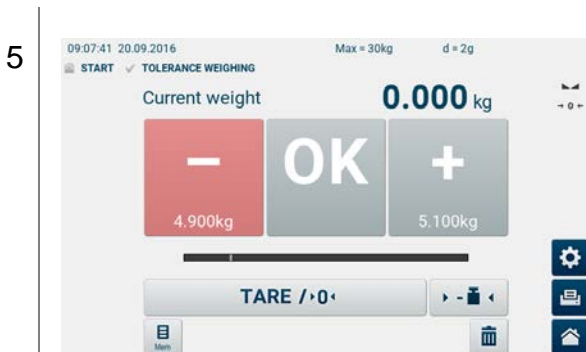 5
09:07:41 20.09.2016 Max = 30kg d = 2g
START TOLERANCE WEIGHING
Current weight 0.000 kg
→ 0 ←
− OK +
4.900kg 5.100kg
TARE /→0←
Mem